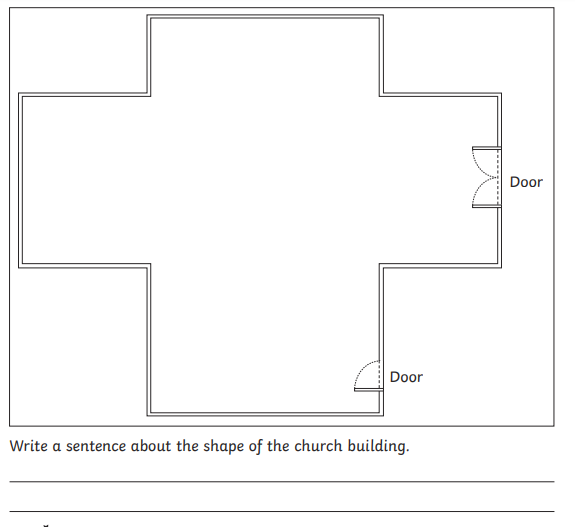 Door
Door
Write a sentence about the shape of the church building.